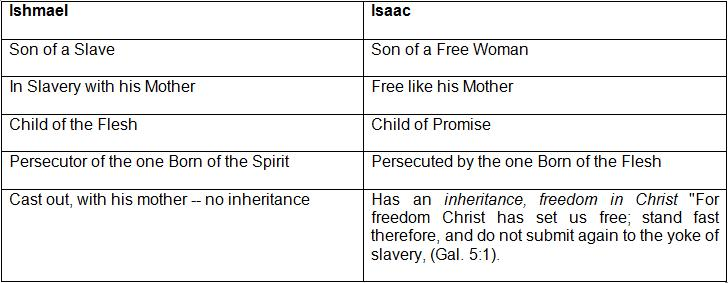 Ishmael
Isaac
Son of a Slave
Son of a Free Woman
In Slavery with his Mother
Free like his Mother
Child of the Flesh
Child of Promise
Persecutor of the one Born of the Spirit
Persecuted by the one Born of the Flesh
Cast out, with his mother -- no inheritance
Has an inheritance, freedom in Christ "For
freedom Christ has set us free; stand fast
therefore, and do not submit again to the yoke of
slavery, (Gal. 5:1).